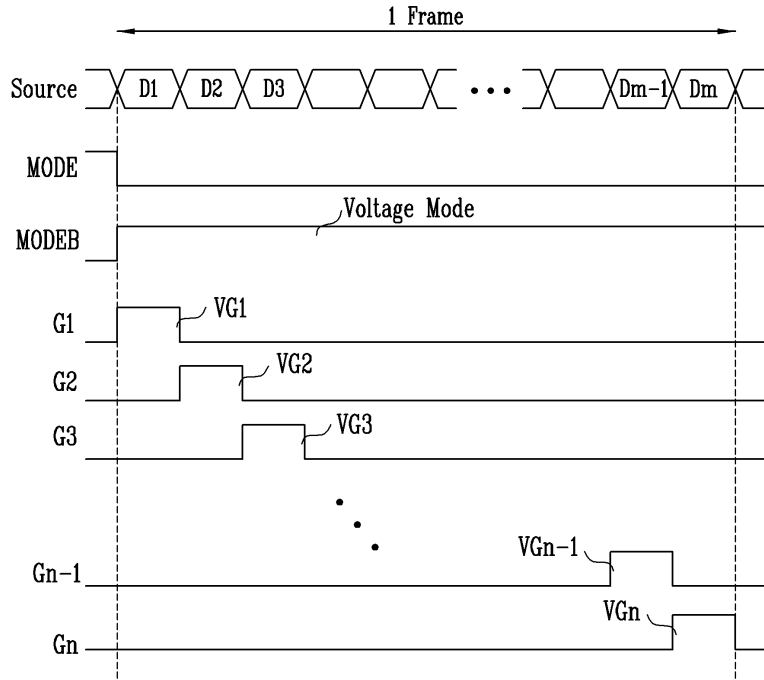 1 Frame
Source D1 D2 D3 Dm-1 Dm
MODE
Voltage Mode
MODEB
G1 VG1
G2 VG2
G3 VG3
Gn-1 VGn-1
Gn VGn